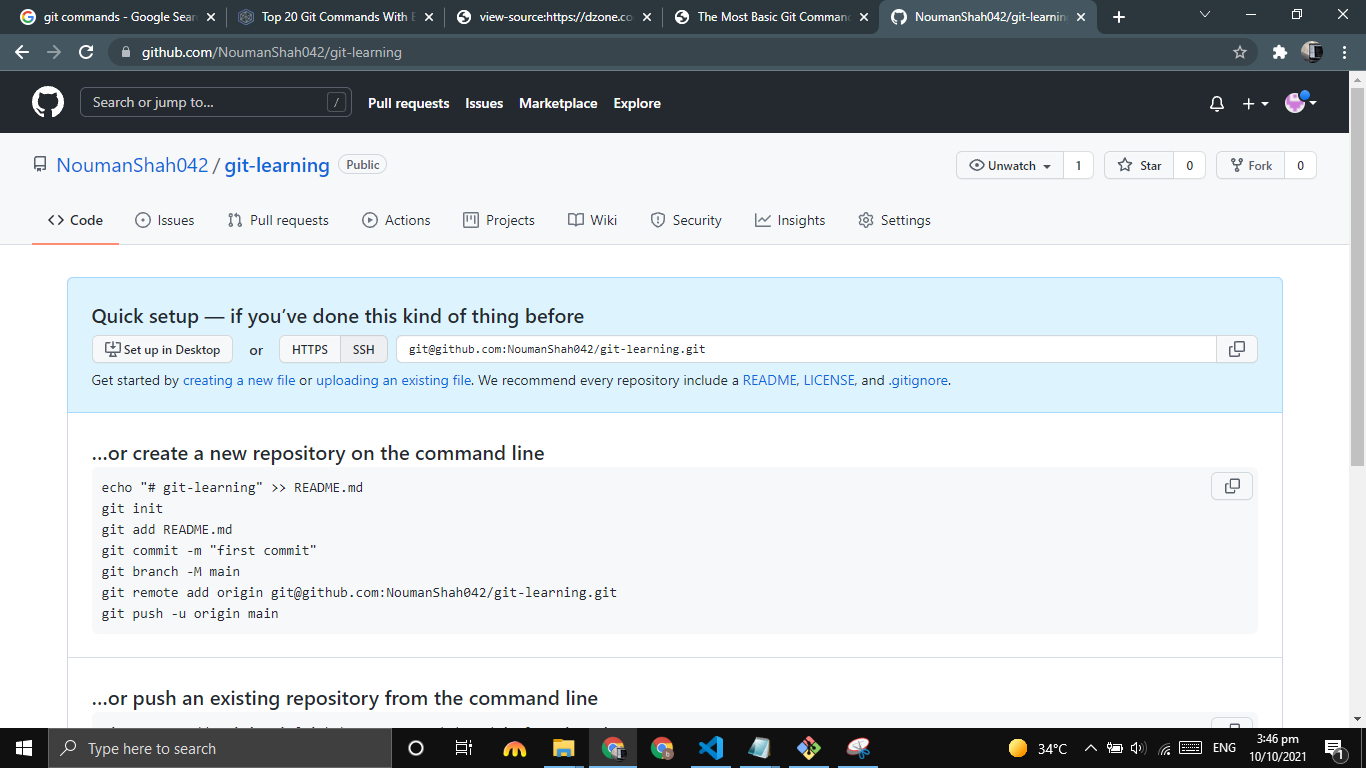 git commands - Google Sear
Top 20 Git Commands With E
view-source:https://dzone.co
The Most Basic Git Command
NoumanShah042/git-learnin
github.com/NoumanShah042/git-learning
Search or jump to...
/
Pull requests
Issues
Marketplace
Explore
NoumanShah042 / git-learning
Public
Unwatch
1
Star
0
Fork
0
Code
Issues
Pull requests
Actions
Projects
Wiki
Security
Insights
Settings
Quick setup — if you've done this kind of thing before
Set up in Desktop
or
HTTPS
SSH
git@github.com:NoumanShah042/git-learning.git
Get started by creating a new file or uploading an existing file. We recommend every repository include a README, LICENSE, and .gitignore.
…or create a new repository on the command line
echo "# git-learning" >> README.md
git init
git add README.md
git commit -m "first commit"
git branch -M main
git remote add origin git@github.com:NoumanShah042/git-learning.git
git push -u origin main
…or push an existing repository from the command line
Type here to search
34°C
ENG
3:46 pm
10/10/2021
1